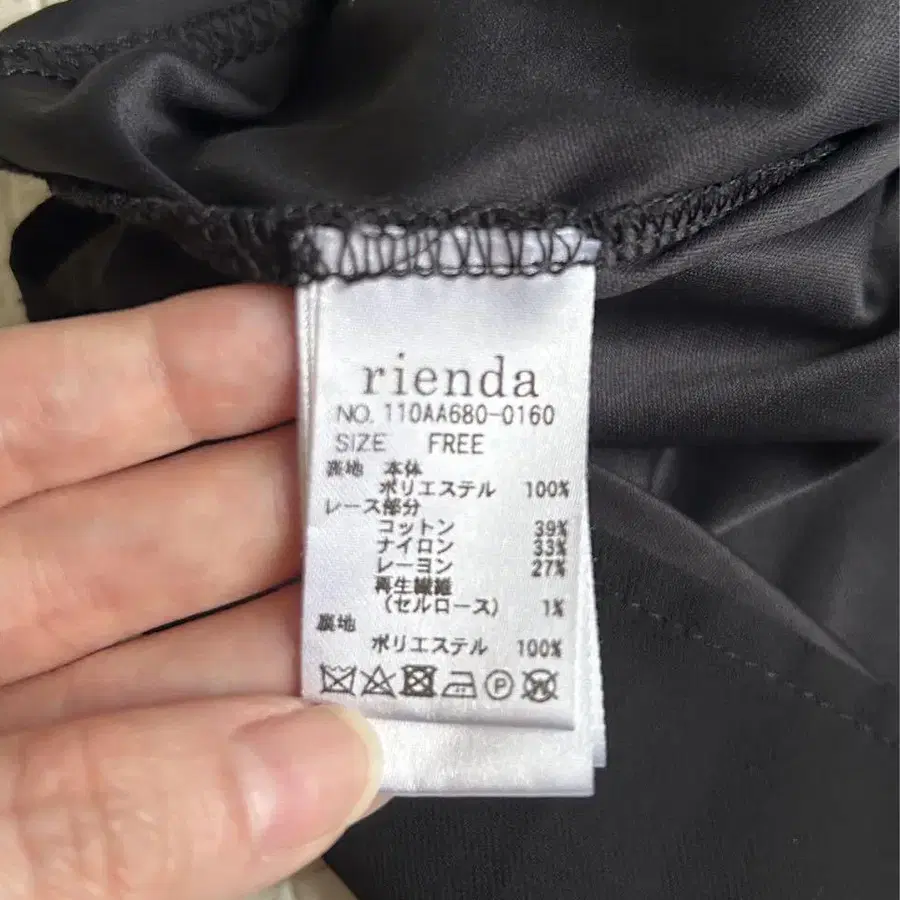 rienda
NO. 110AA680-0160
SIZE FREE
表地 本体
ポリエステル 100%
レース部分
コットン 39%
ナイロン 33%
レーヨン 27%
再生繊維
(セルロース) 1%
裏地
ポリエステル 100%
P W